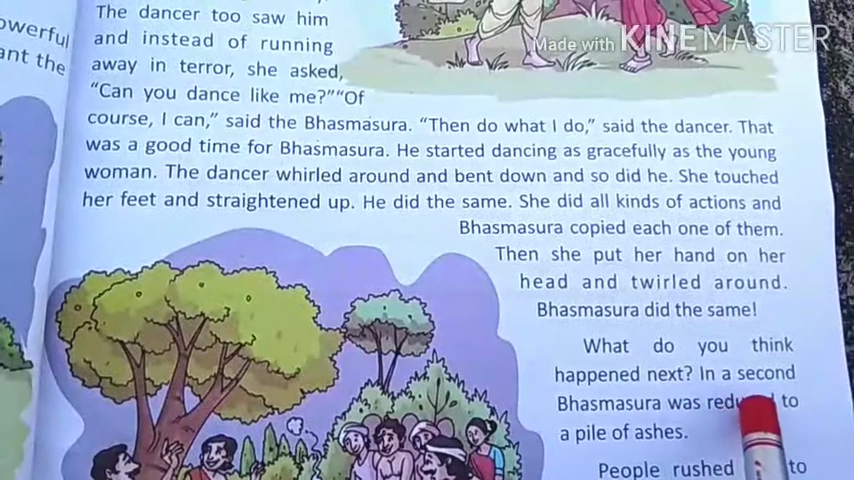 owerful
ant the
The dancer too saw him
and instead of running
away in terror, she asked,
"Can you dance like me?""Of
course, I can," said the Bhasmasura. "Then do what I do," said the dancer. That
was a good time for Bhasmasura. He started dancing as gracefully as the young
woman. The dancer whirled around and bent down and so did he. She touched
her feet and straightened up. He did the same. She did all kinds of actions and
Bhasmasura copied each one of them.
Then she put her hand on her
head and twirled around.
Bhasmasura did the same!
What do you think
happened next? In a second
Bhasmasura was to
a pile of ashes.
People rushed to
Made with KINEMASTER